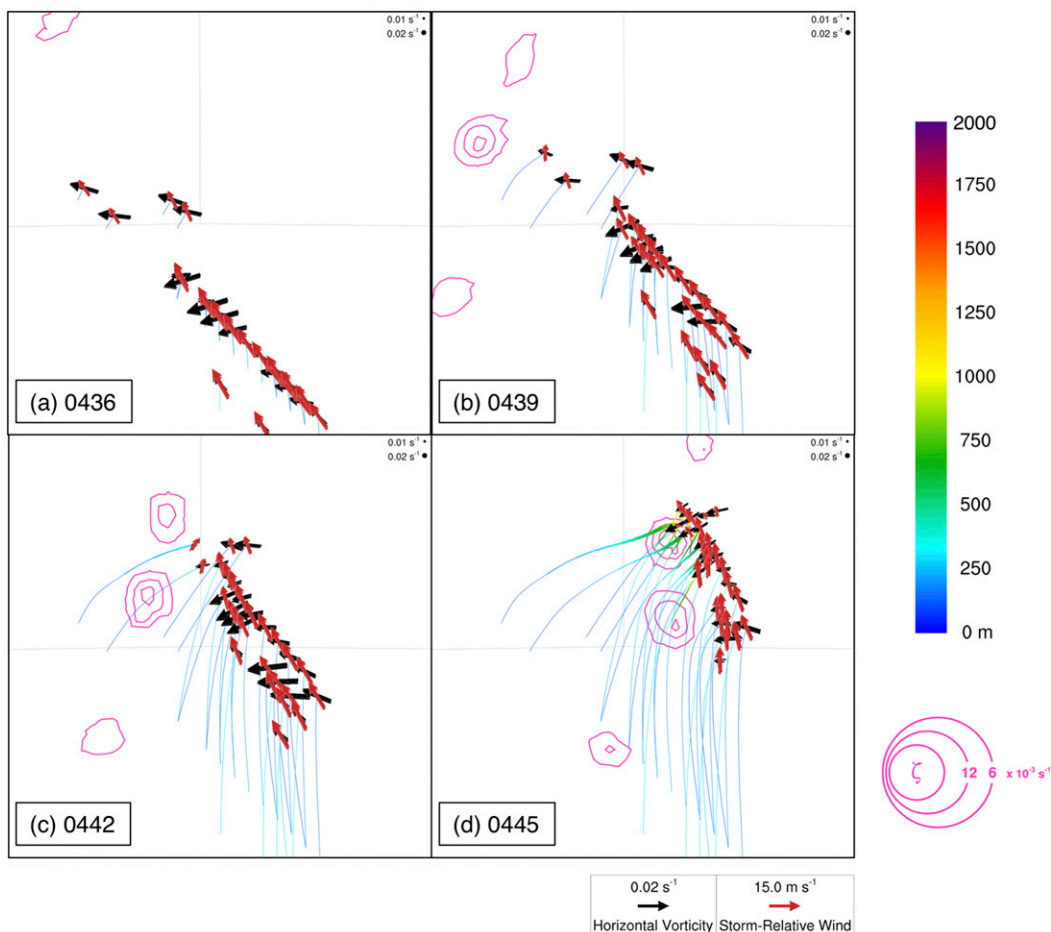 0.01 s⁻¹
0.02 s⁻¹
(a) 0436
0.01 s⁻¹
0.02 s⁻¹
(b) 0439
0.01 s⁻¹
0.02 s⁻¹
(c) 0442
0.01 s⁻¹
0.02 s⁻¹
(d) 0445
2000
1750
1500
1250
1000
750
500
250
0 m
ζ 12 6 x 10⁻³ s⁻¹
0.02 s⁻¹
Horizontal Vorticity
15.0 m s⁻¹
Storm-Relative Wind